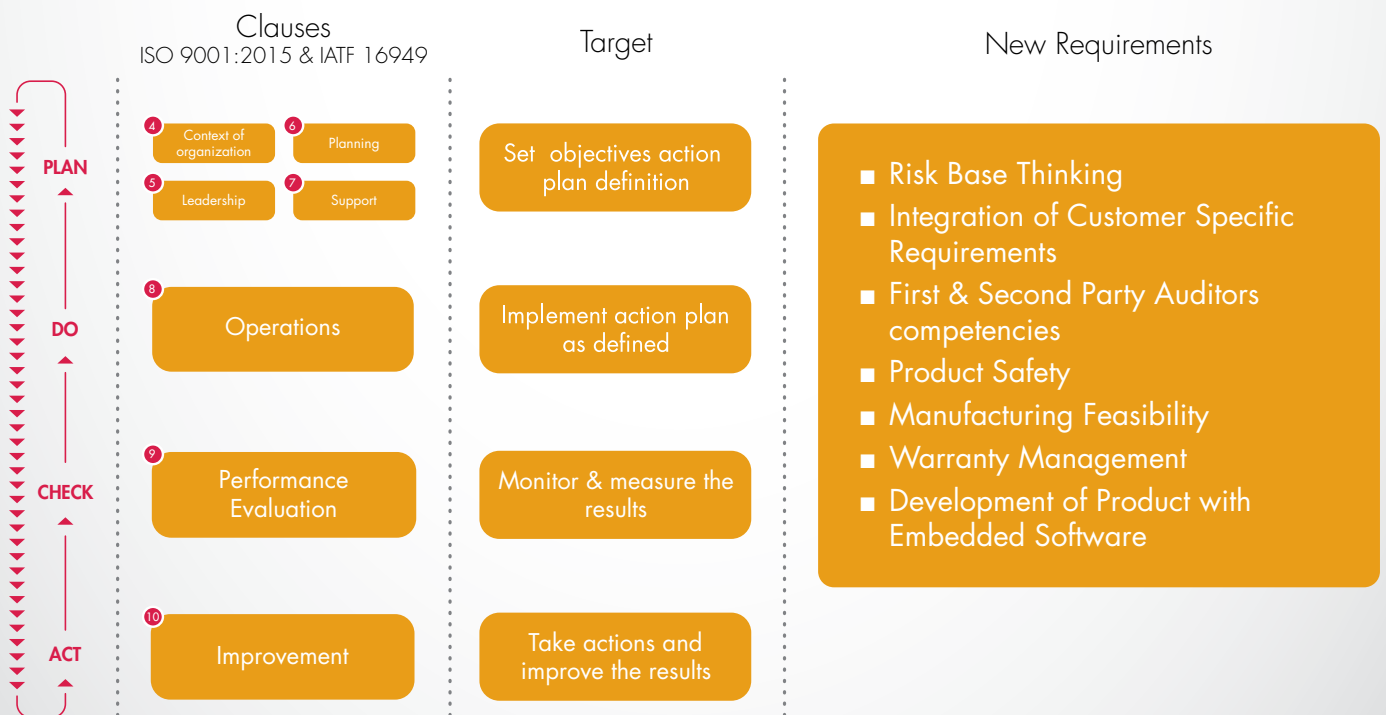 Clauses
ISO 9001:2015 & IATF 16949
Target
New Requirements
PLAN
4
Context of
organization
6
Planning
5
Leadership
7
Support
Set objectives action
plan definition
DO
8
Operations
Implement action plan
as defined
CHECK
9
Performance
Evaluation
Monitor & measure the
results
ACT
10
Improvement
Take actions and
improve the results
Risk Base Thinking
Integration of Customer Specific
Requirements
First & Second Party Auditors
competencies
Product Safety
Manufacturing Feasibility
Warranty Management
Development of Product with
Embedded Software